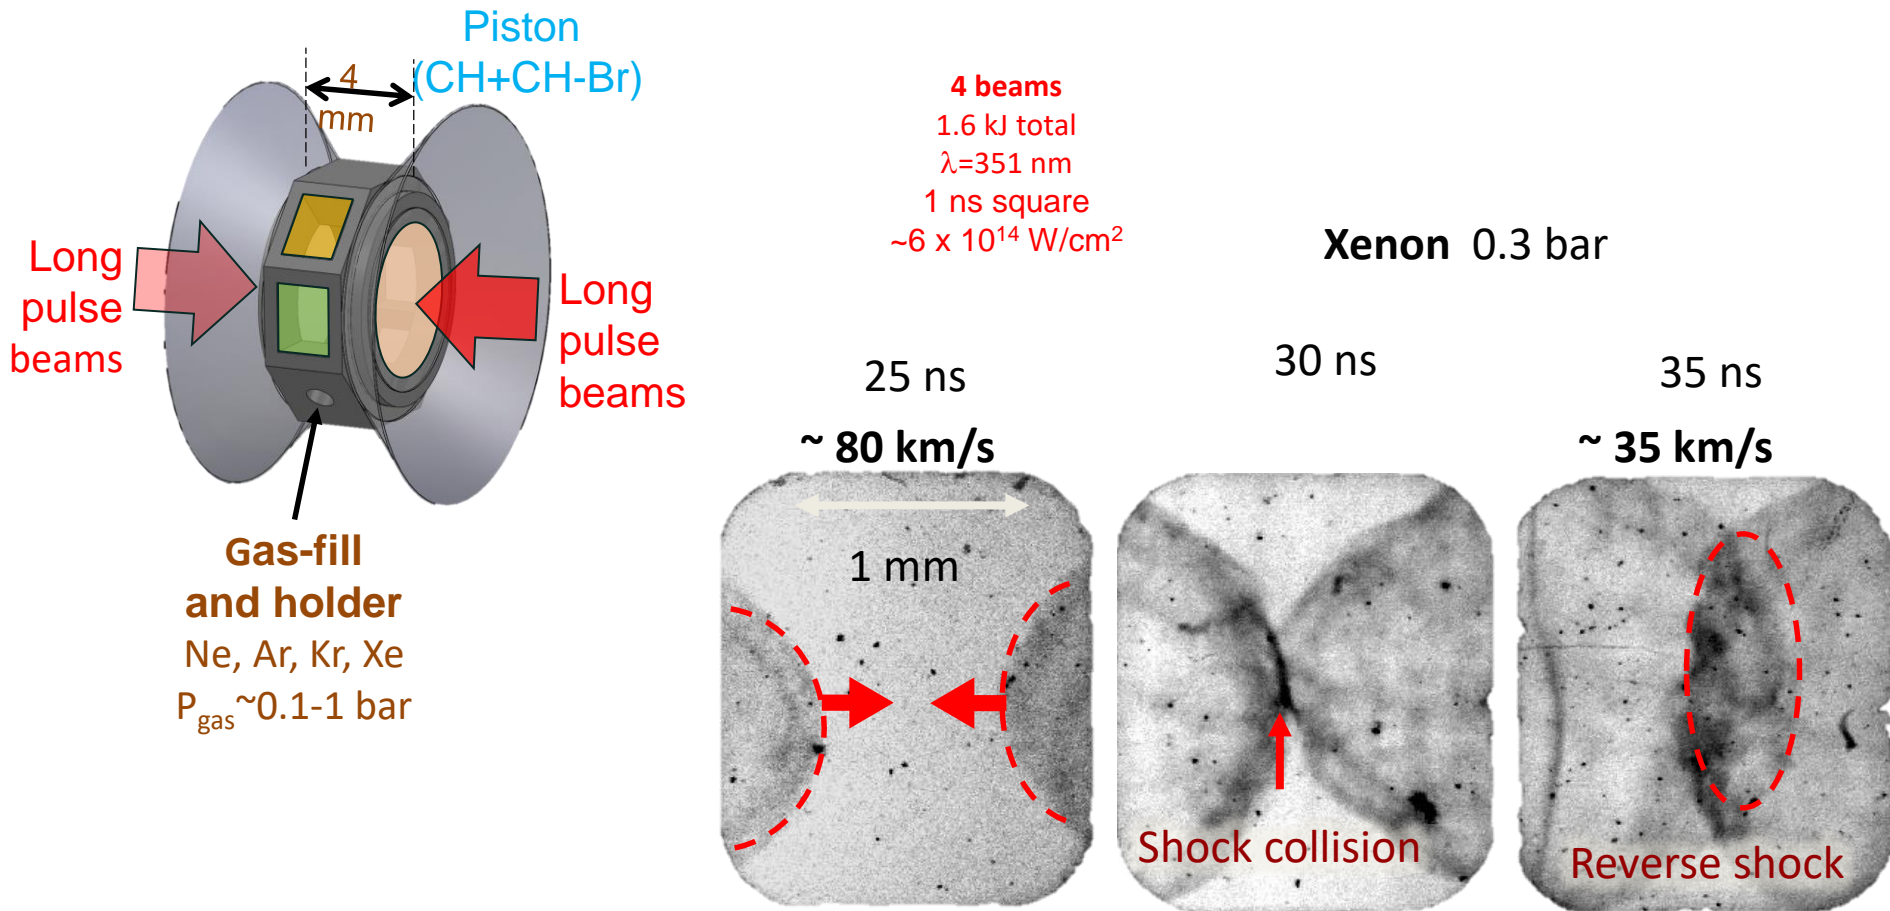 Piston
(CH+CH-Br)
4
mm
Long
pulse
beams
Long
pulse
beams
Gas-fill
and holder
Ne, Ar, Kr, Xe
Pgas~0.1-1 bar
4 beams
1.6 kJ total
λ=351 nm
1 ns square
~6 x 10¹⁴ W/cm²
Xenon 0.3 bar
25 ns
~ 80 km/s
1 mm
30 ns
Shock collision
35 ns
~ 35 km/s
Reverse shock